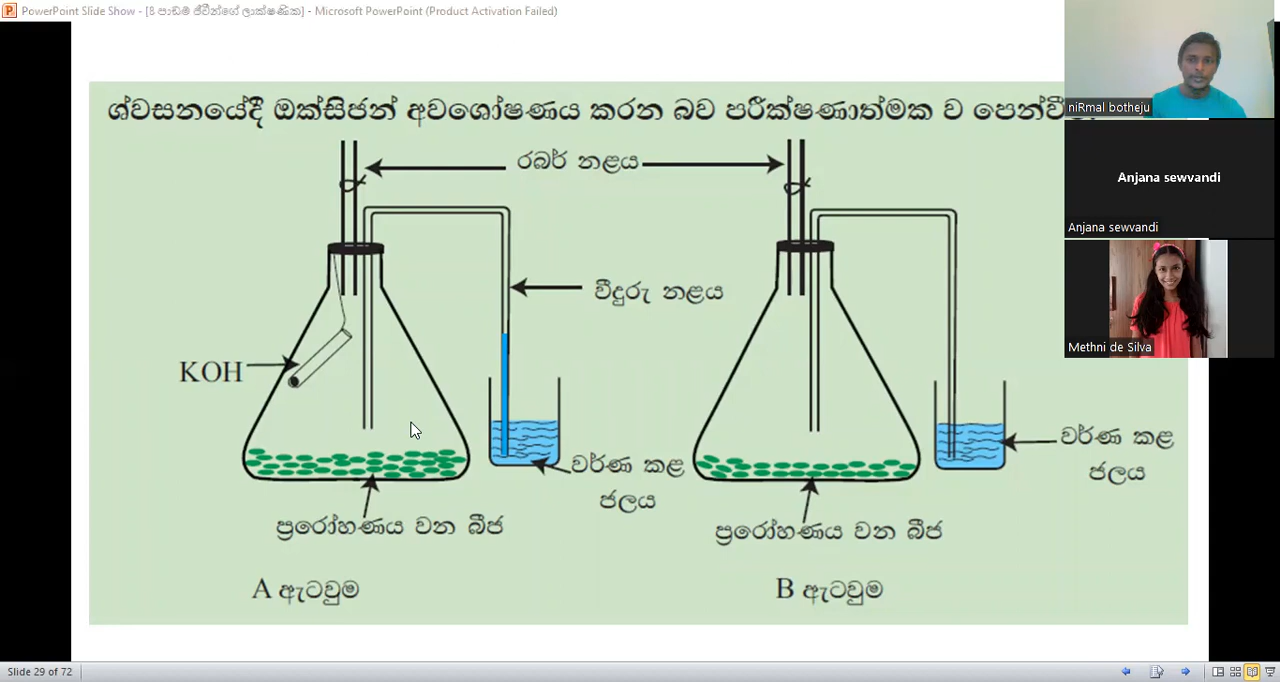 PowerPoint Slide Show - [8 පාඩම ජීවීන්ගේ ලාක්ෂණික] - Microsoft PowerPoint (Product Activation Failed)
ශ්වසනයේදී ඔක්සිජන් අවශෝෂණය කරන බව පරීක්ෂණාත්මක ව
niRmal botheju
රබර් නළය
Anjana sewvandi
Anjana sewvandi
වීදුරු නළය
Methni de Silva
KOH
වර්ණ කළ
ජලය
වර්ණ කළ
ජලය
ප්‍රරෝහණය වන බීජ
ප්‍රරෝහණය වන බීජ
A ඇටවුම
B ඇටවුම
Slide 29 of 72